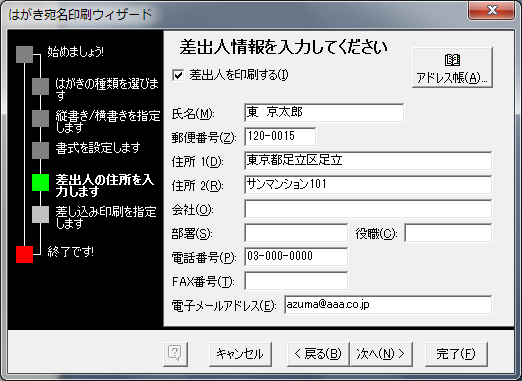 はがき宛名印刷ウィザード
始めましょう!
はがきの種類を選びま
す
縦書き/横書きを指定
します
書式を設定します
差出人の住所を入
力します
差し込み印刷を指定
します
終了です!
差出人情報を入力してください
差出人を印刷する(I)
アドレス帳(A)...
氏名(M): 東 京太郎
郵便番号(Z): 120-0015
住所 1(D): 東京都足立区足立
住所 2(R): サンマンション101
会社(O):
部署(S): 役職(C):
電話番号(P): 03-000-0000
FAX番号(T):
電子メールアドレス(E): azuma@aaa.co.jp
キャンセル < 戻る(B) 次へ(N) > 完了(F)